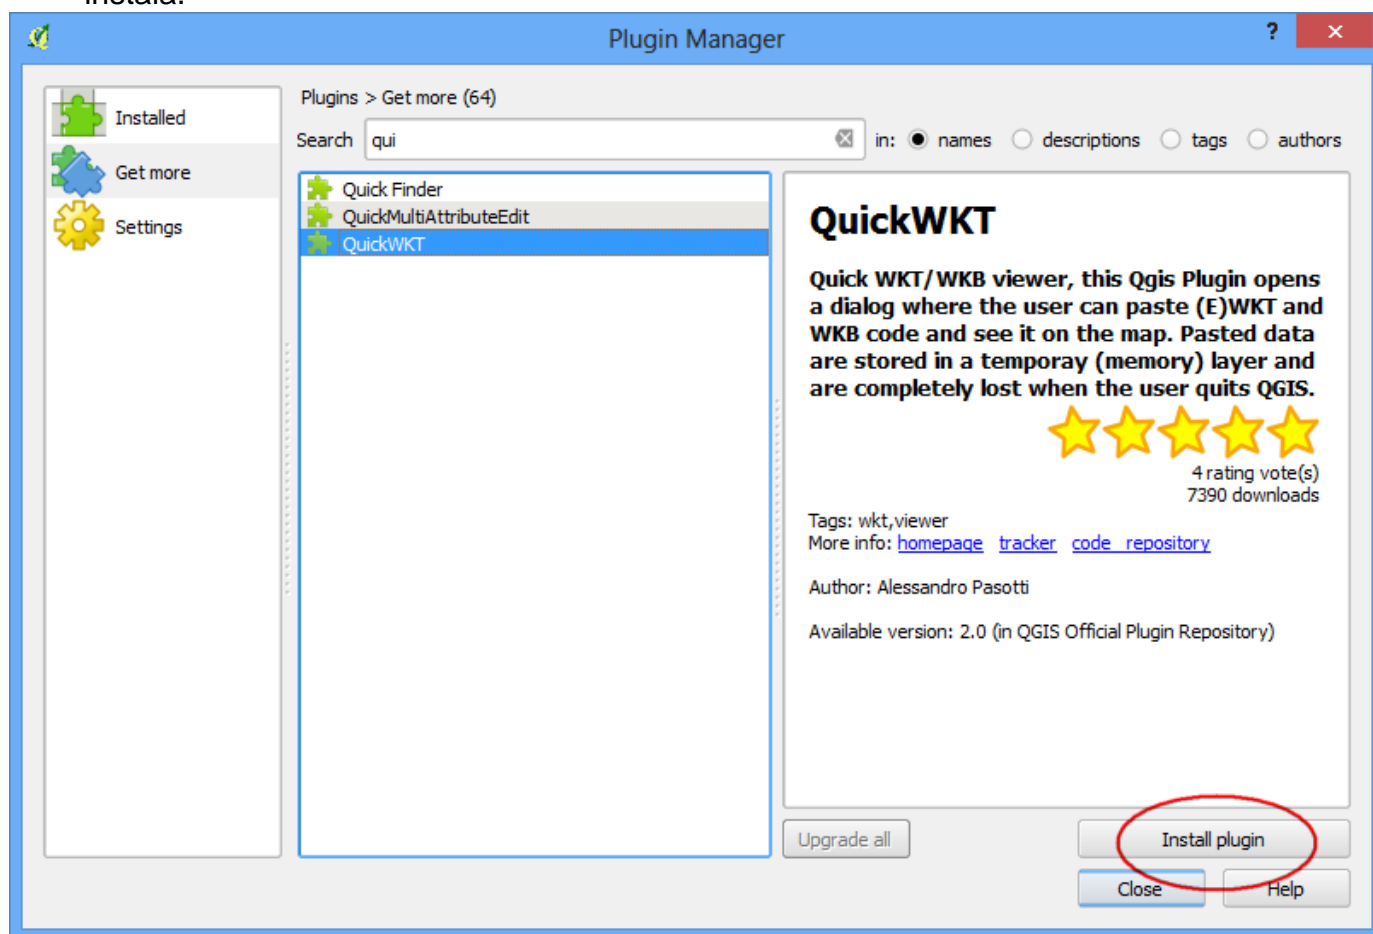 instala.
Plugin Manager
?
Installed
Get more
Settings
Plugins > Get more (64)
Search qui in: names descriptions tags authors
Quick Finder
QuickMultiAttributeEdit
QuickWKT
QuickWKT
Quick WKT/WKB viewer, this Qgis Plugin opens
a dialog where the user can paste (E)WKT and
WKB code and see it on the map. Pasted data
are stored in a temporay (memory) layer and
are completely lost when the user quits QGIS.
4 rating vote(s)
7390 downloads
Tags: wkt,viewer
More info: homepage tracker code_repository
Author: Alessandro Pasotti
Available version: 2.0 (in QGIS Official Plugin Repository)
Upgrade all
Install plugin
Close
Help